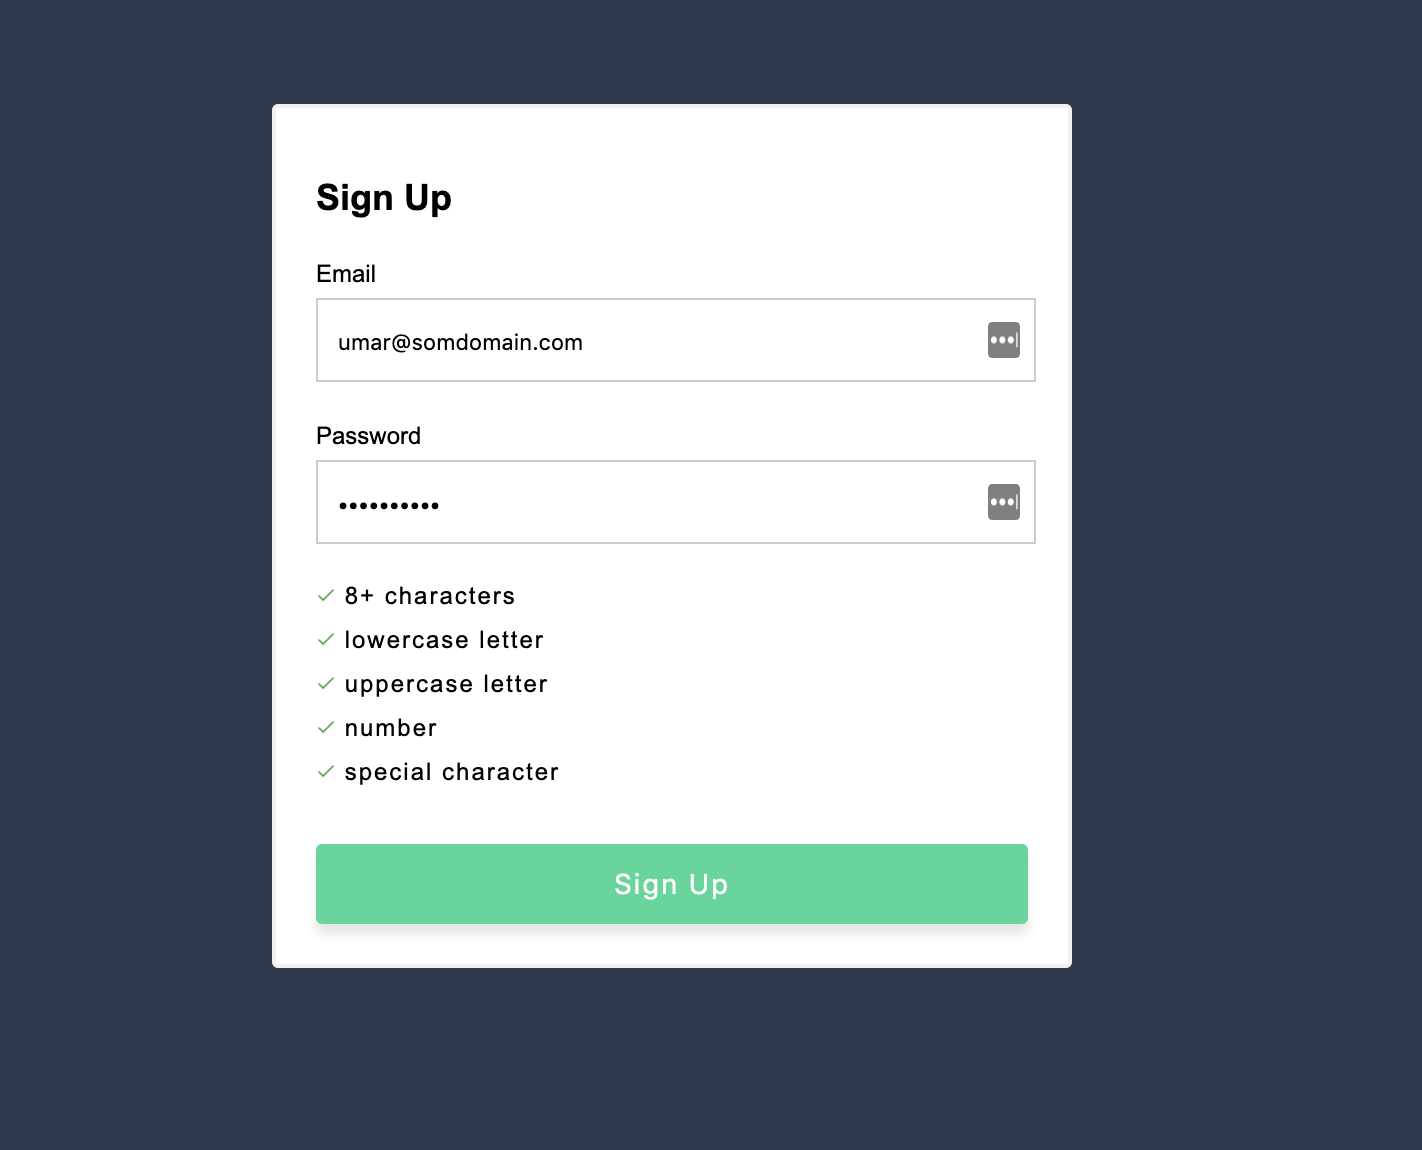 Sign Up
Email
umar@somdomain.com
Password
••••••••••
8+ characters
lowercase letter
uppercase letter
number
special character
Sign Up